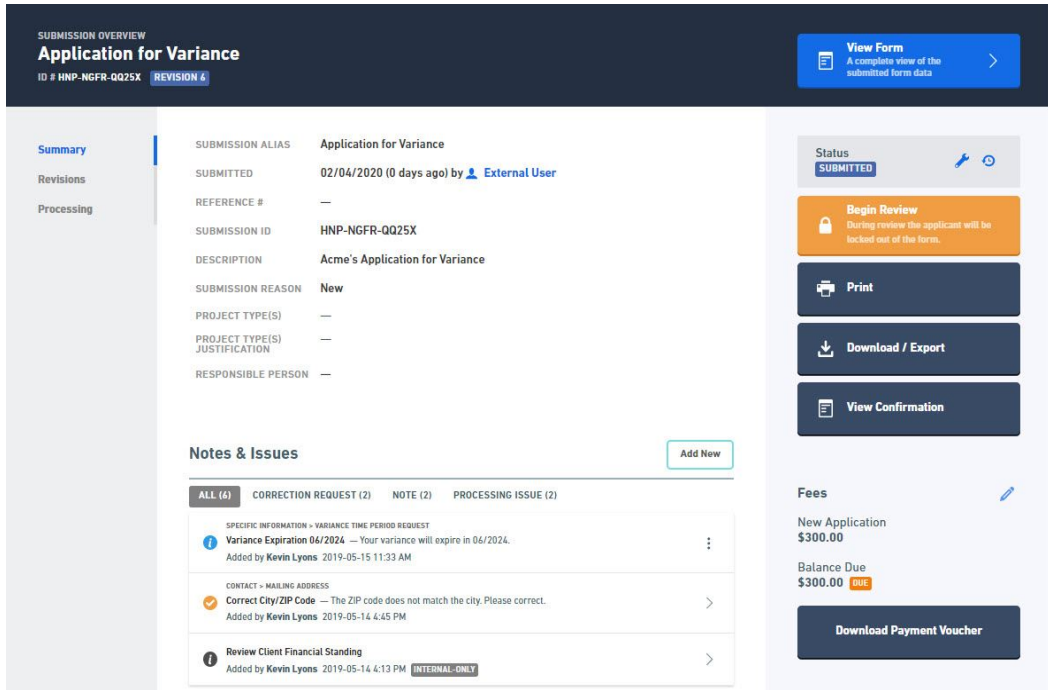 SUBMISSION OVERVIEW
Application for Variance
ID # HNP-NGFR-QQ25X REVISION 6
View Form
A complete view of the
submitted form data
Summary
Revisions
Processing
SUBMISSION ALIAS Application for Variance
SUBMITTED 02/04/2020 (0 days ago) by External User
REFERENCE # —
SUBMISSION ID HNP-NGFR-QQ25X
DESCRIPTION Acme's Application for Variance
SUBMISSION REASON New
PROJECT TYPE(S) —
PROJECT TYPE(S) —
JUSTIFICATION
RESPONSIBLE PERSON —
Notes & Issues
Add New
ALL (6) CORRECTION REQUEST (2) NOTE (2) PROCESSING ISSUE (2)
SPECIFIC INFORMATION > VARIANCE TIME PERIOD REQUEST
Variance Expiration 06/2024 — Your variance will expire in 06/2024.
Added by Kevin Lyons 2019-05-15 11:33 AM
CONTACT > MAILING ADDRESS
Correct City/ZIP Code — The ZIP code does not match the city. Please correct.
Added by Kevin Lyons 2019-05-14 4:45 PM
Review Client Financial Standing
Added by Kevin Lyons 2019-05-14 4:13 PM INTERNAL-ONLY
Status
SUBMITTED
Begin Review
During review the applicant will be
locked out of the form.
Print
Download / Export
View Confirmation
Fees
New Application
$300.00
Balance Due
$300.00 DUE
Download Payment Voucher